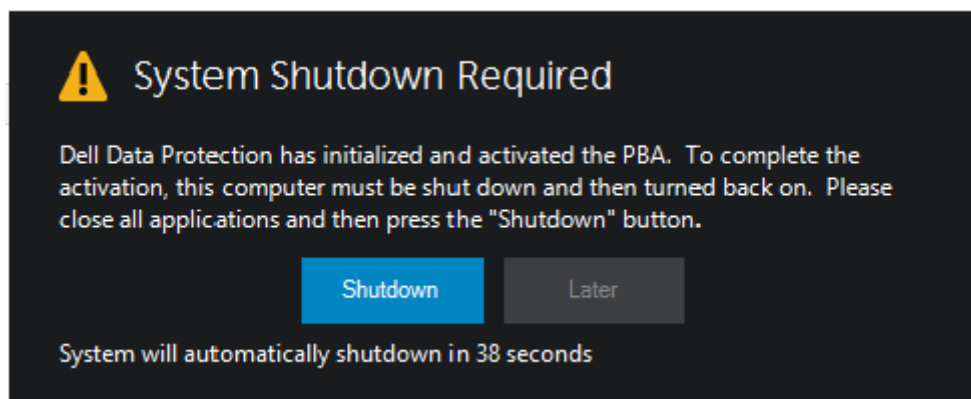 System Shutdown Required
Dell Data Protection has initialized and activated the PBA.  To complete the
activation, this computer must be shut down and then turned back on.  Please
close all applications and then press the "Shutdown" button.
Shutdown
Later
System will automatically shutdown in 38 seconds